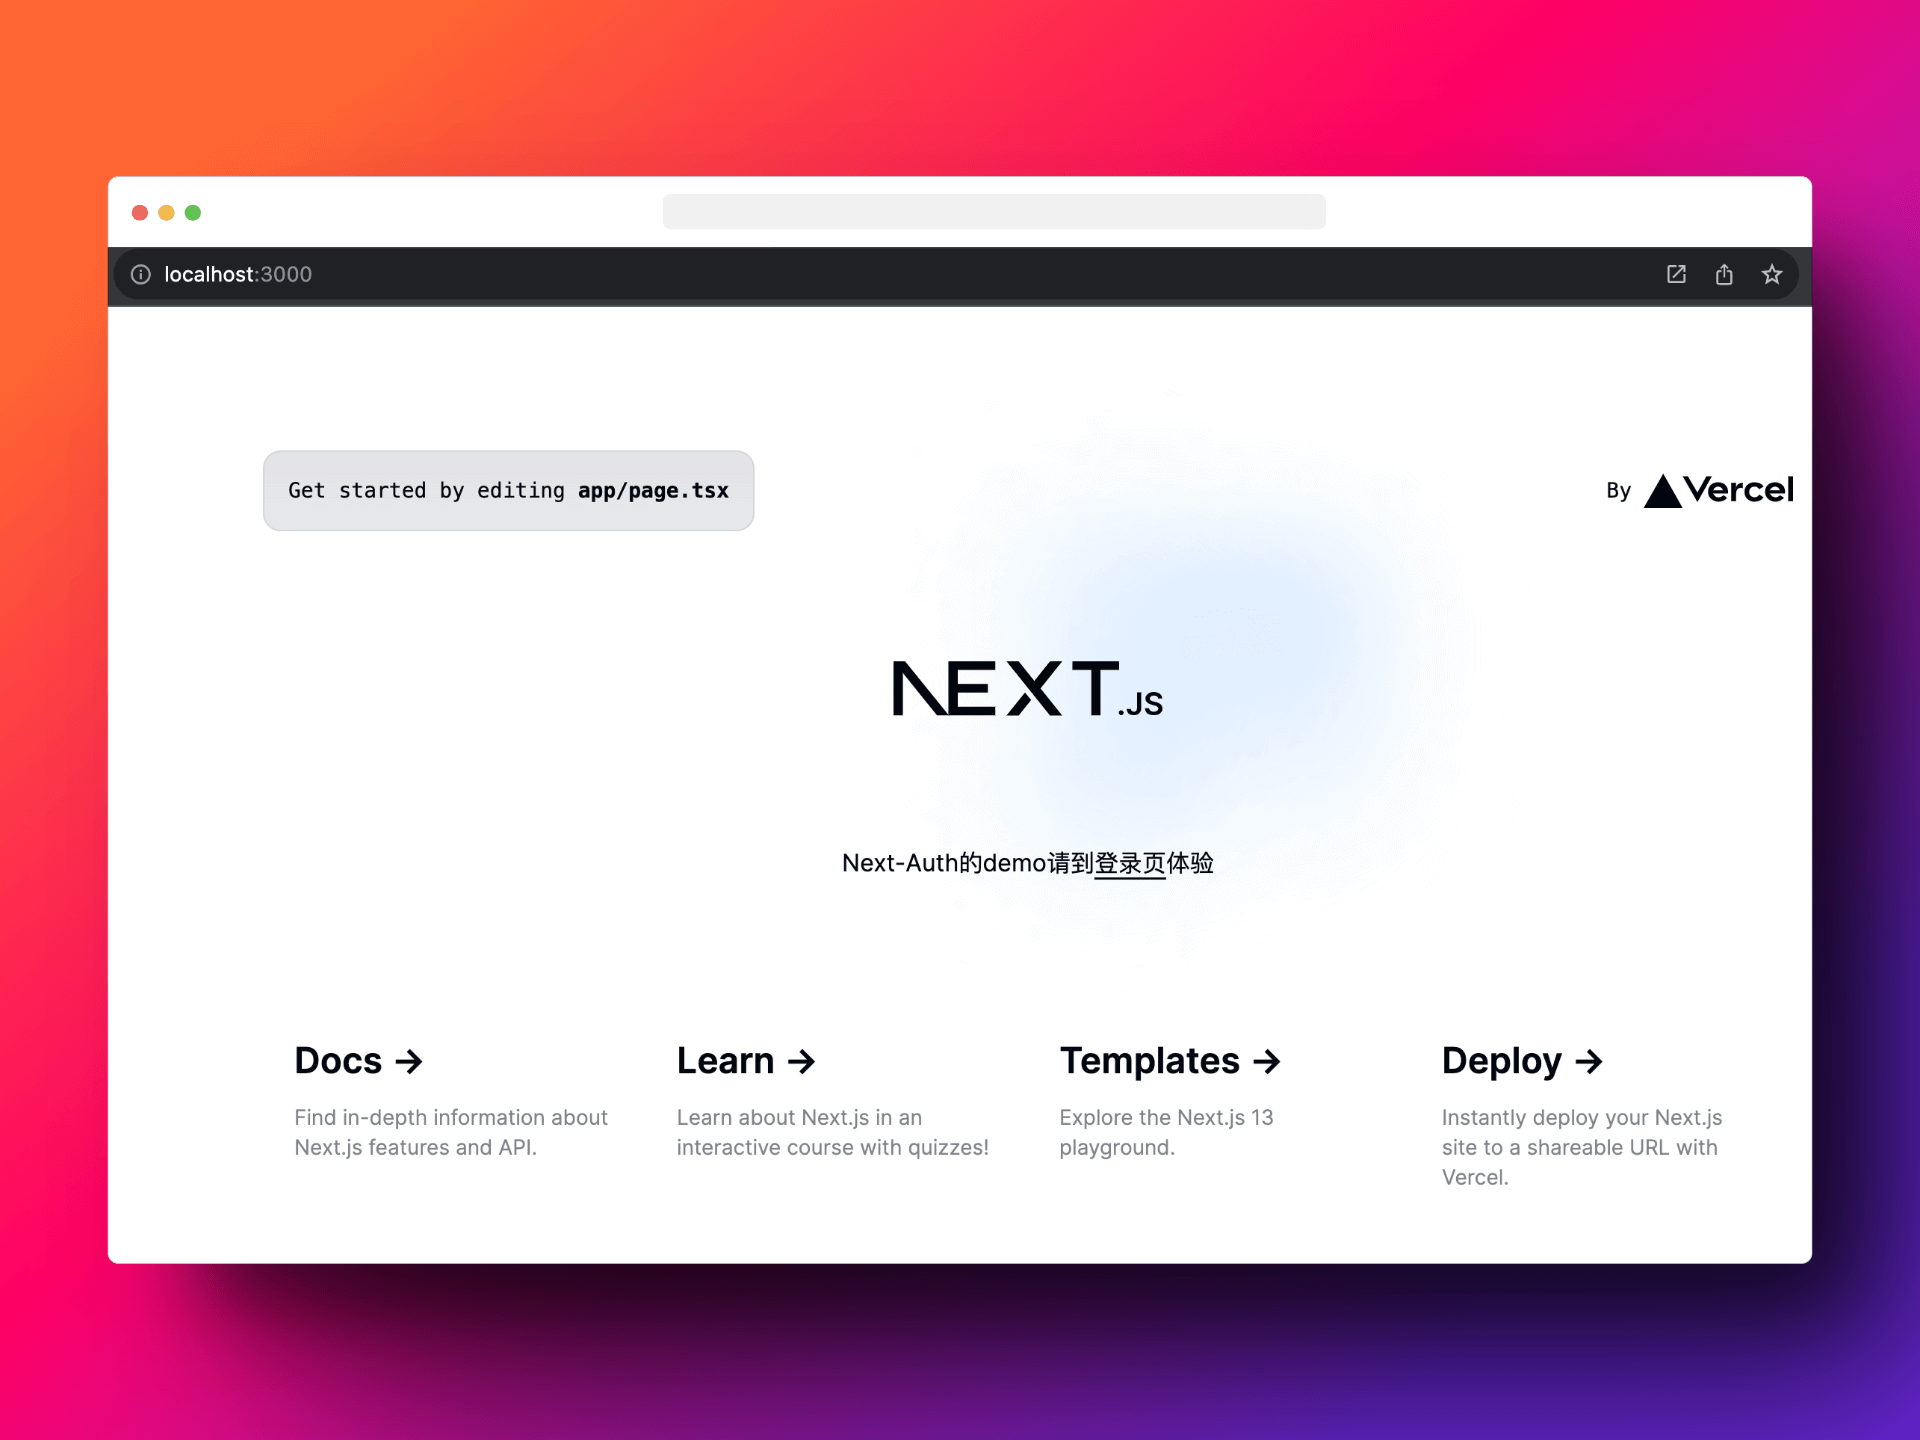 localhost:3000
Get started by editing app/page.tsx
By Vercel
NEXT.JS
Next-Auth的demo请到登录页体验
Docs →
Find in-depth information about
Next.js features and API.
Learn →
Learn about Next.js in an
interactive course with quizzes!
Templates →
Explore the Next.js 13
playground.
Deploy →
Instantly deploy your Next.js
site to a shareable URL with
Vercel.